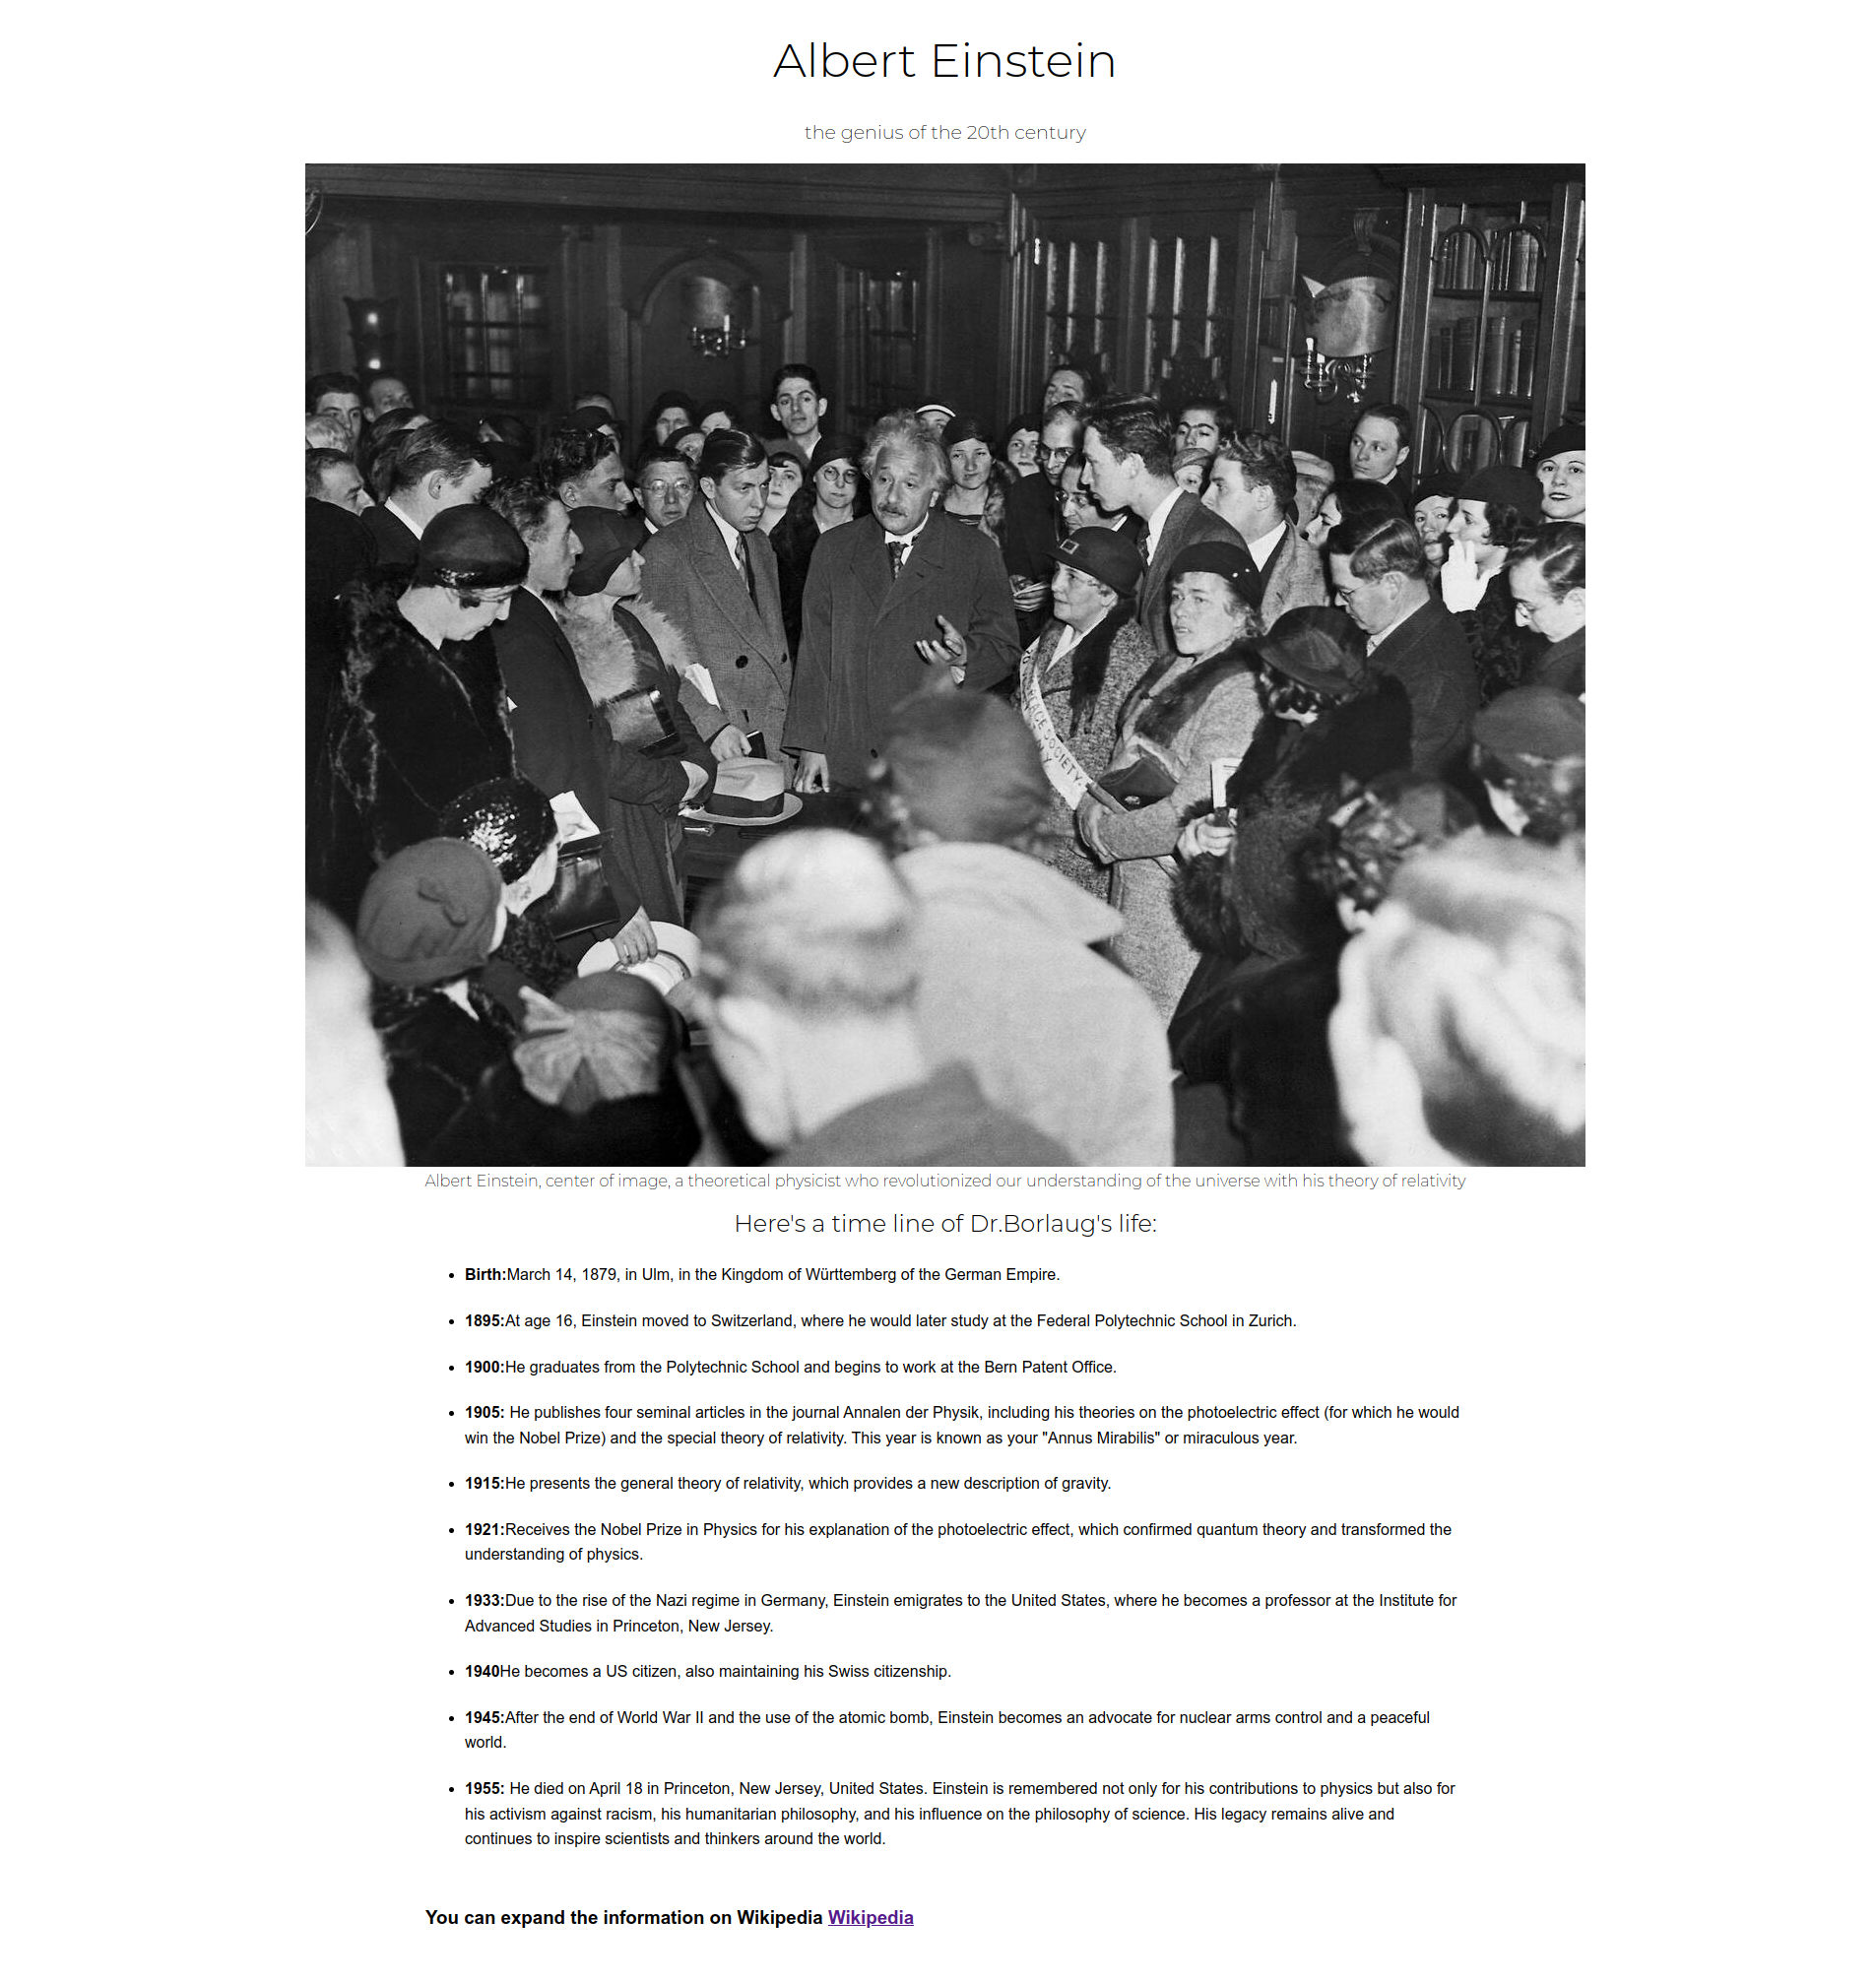 Albert Einstein
the genius of the 20th century
PEACE SOCIETY
N.Y.
Albert Einstein, center of image, a theoretical physicist who revolutionized our understanding of the universe with his theory of relativity
Here's a time line of Dr.Borlaug's life:
Birth:March 14, 1879, in Ulm, in the Kingdom of Württemberg of the German Empire.
1895:At age 16, Einstein moved to Switzerland, where he would later study at the Federal Polytechnic School in Zurich.
1900:He graduates from the Polytechnic School and begins to work at the Bern Patent Office.
1905: He publishes four seminal articles in the journal Annalen der Physik, including his theories on the photoelectric effect (for which he would
win the Nobel Prize) and the special theory of relativity. This year is known as your "Annus Mirabilis" or miraculous year.
1915:He presents the general theory of relativity, which provides a new description of gravity.
1921:Receives the Nobel Prize in Physics for his explanation of the photoelectric effect, which confirmed quantum theory and transformed the
understanding of physics.
1933:Due to the rise of the Nazi regime in Germany, Einstein emigrates to the United States, where he becomes a professor at the Institute for
Advanced Studies in Princeton, New Jersey.
1940He becomes a US citizen, also maintaining his Swiss citizenship.
1945:After the end of World War II and the use of the atomic bomb, Einstein becomes an advocate for nuclear arms control and a peaceful
world.
1955: He died on April 18 in Princeton, New Jersey, United States. Einstein is remembered not only for his contributions to physics but also for
his activism against racism, his humanitarian philosophy, and his influence on the philosophy of science. His legacy remains alive and
continues to inspire scientists and thinkers around the world.
You can expand the information on Wikipedia Wikipedia